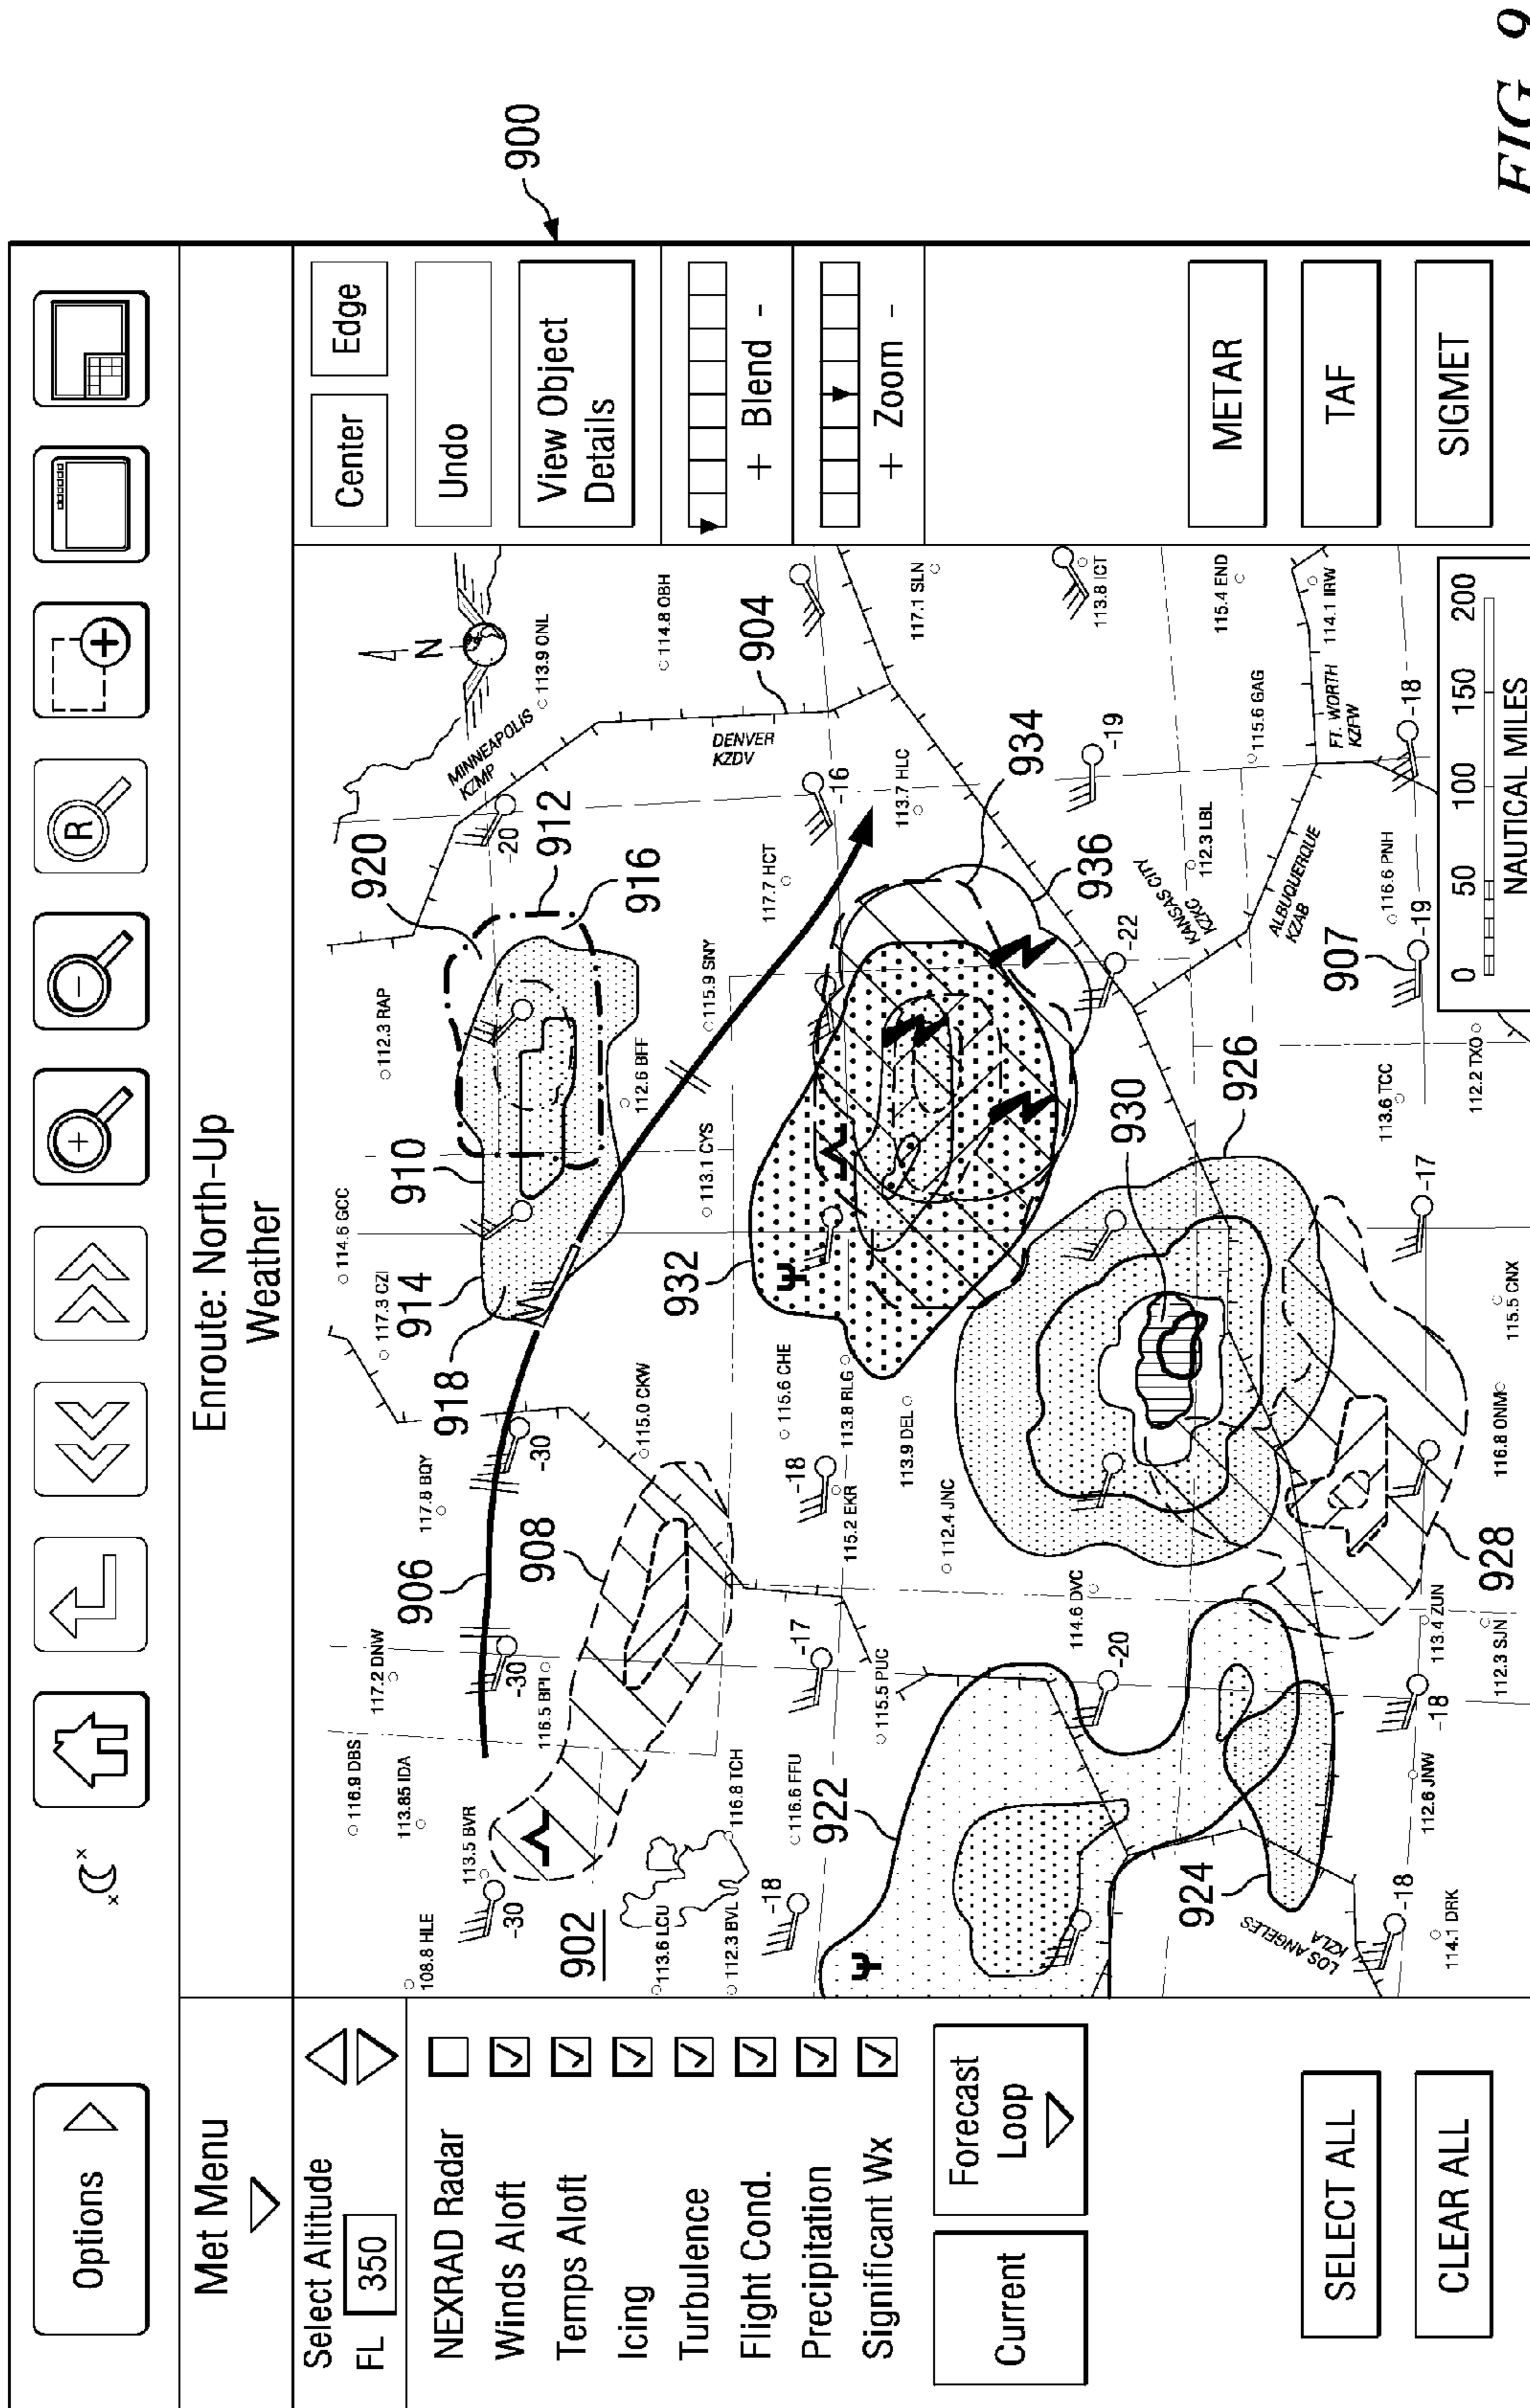 Options
R
Met Menu
Enroute: North-Up
Weather
Select Altitude
FL 350
NEXRAD Radar
Winds Aloft
Temps Aloft
Icing
Turbulence
Flight Cond.
Precipitation
Significant Wx
Current
Forecast
Loop
SELECT ALL
CLEAR ALL
Center
Edge
Undo
View Object
Details
+ Blend -
+ Zoom -
METAR
TAF
SIGMET
900
N
108.8 HLE
116.9 DBS
117.2 DNW
113.85 IDA
113.5 BVR
-30
906
-30
116.5 BPI
117.8 BQY
-30
908
902
117.3 CZI
114.6 GCC
914
918
910
112.3 RAP
920
912
916
-20
MINNEAPOLIS
KZMP
113.9 ONL
114.8 OBH
904
DENVER
KZDV
113.6 LCU
112.3 BVL
116.8 TCH
115.0 CKW
112.6 BFF
113.1 CYS
115.9 SNY
117.7 HCT
-16
113.7 HLC
117.1 SLN
-18
116.6 FFU
922
-17
115.5 PUC
115.6 CHE
-18
115.2 EKR
113.8 RLG
113.9 DEL
932
112.4 JNC
934
936
-19
113.8 ICT
114.6 DVC
-20
930
926
-22
KANSAS CITY
KZKC
112.3 LBL
115.4 END
115.6 GAG
ALBUQUERQUE
KZAB
FT. WORTH
KZFW
114.1 IRW
924
LOS ANGELES
KZLA
-18
114.1 DRK
112.6 JNW
-18
113.4 ZUN
112.3 SJN
928
116.8 ONM
115.5 CNX
-17
113.6 TCC
112.2 TXO
907
-19
116.6 PNH
-18
0 50 100 150 200
NAUTICAL MILES
FIG. 9